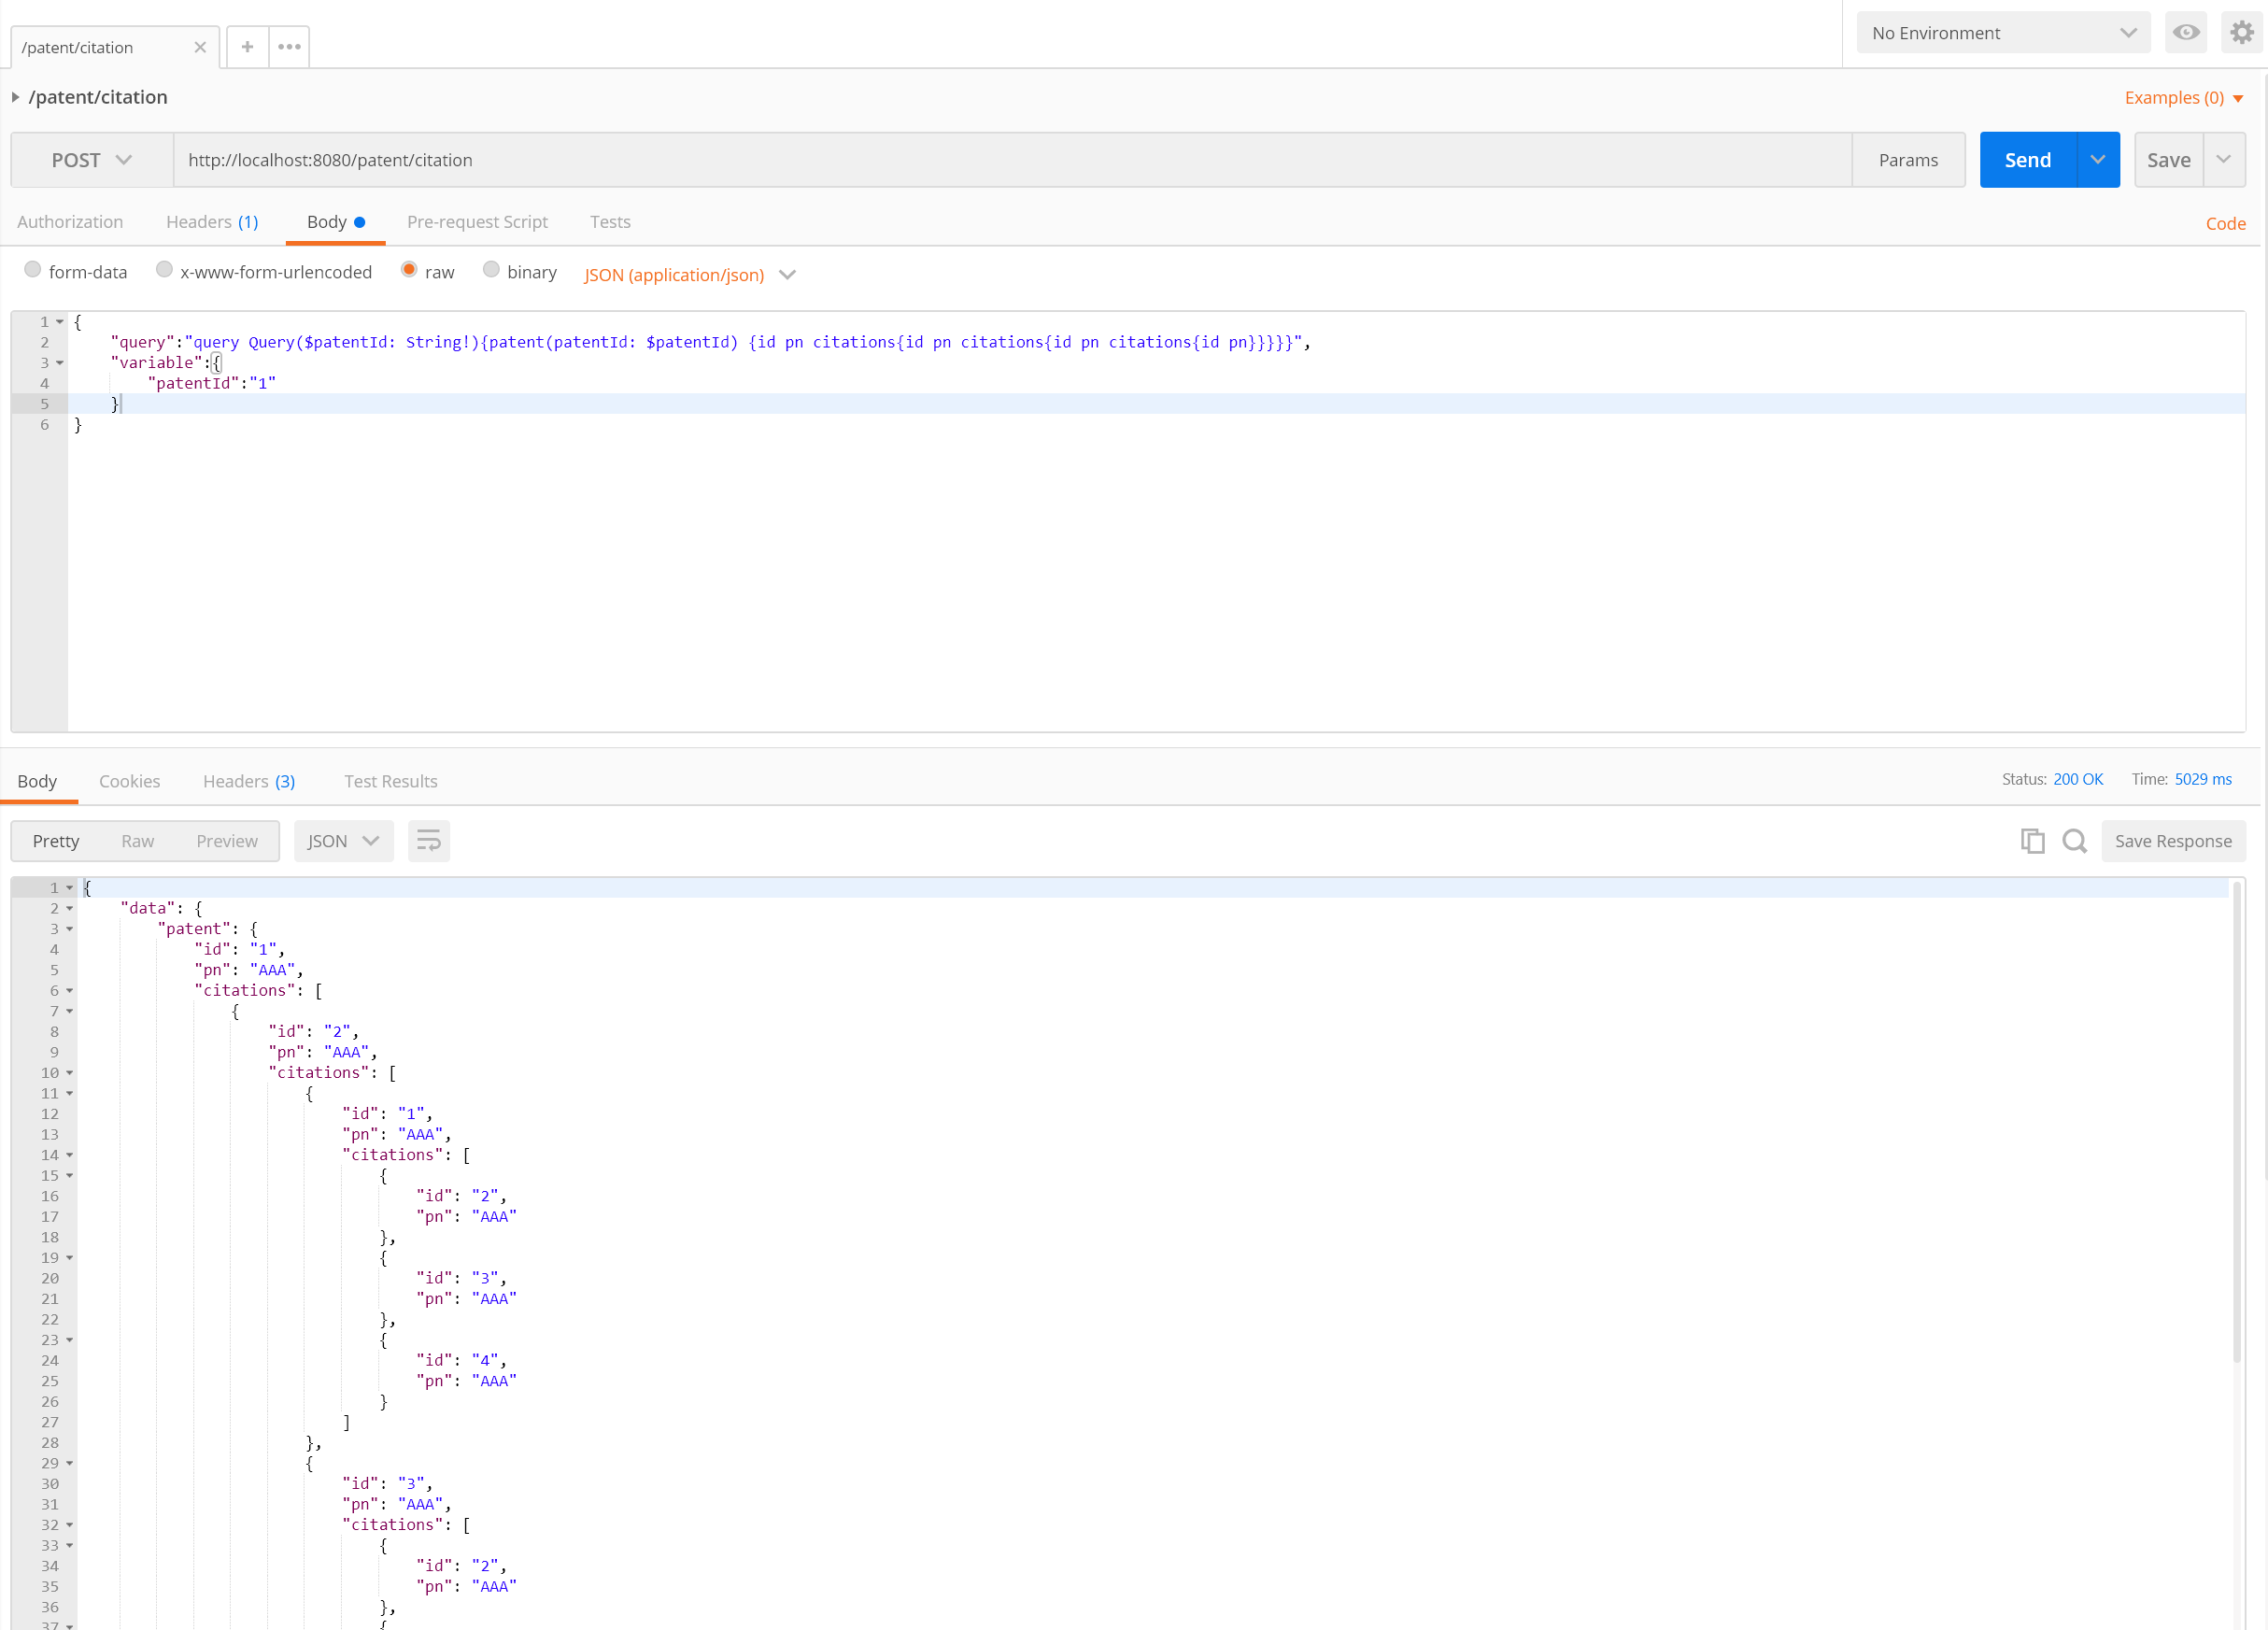 /patent/citation
No Environment
/patent/citation
Examples (0)
POST http://localhost:8080/patent/citation Params Send Save
Authorization Headers (1) Body Pre-request Script Tests Code
form-data x-www-form-urlencoded raw binary JSON (application/json)
1 {
2 "query":"query Query($patentId: String!){patent(patentId: $patentId) {id pn citations{id pn citations{id pn citations{id pn}}}}}",
3 "variable":{
4 "patentId":"1"
5 }
6 }
Body Cookies Headers (3) Test Results Status: 200 OK Time: 5029 ms
Pretty Raw Preview JSON Save Response
1 {
2 "data": {
3 "patent": {
4 "id": "1",
5 "pn": "AAA",
6 "citations": [
7 {
8 "id": "2",
9 "pn": "AAA",
10 "citations": [
11 {
12 "id": "1",
13 "pn": "AAA",
14 "citations": [
15 {
16 "id": "2",
17 "pn": "AAA"
18 },
19 {
20 "id": "3",
21 "pn": "AAA"
22 },
23 {
24 "id": "4",
25 "pn": "AAA"
26 }
27 ]
28 },
29 {
30 "id": "3",
31 "pn": "AAA",
32 "citations": [
33 {
34 "id": "2",
35 "pn": "AAA"
36 },
37 {